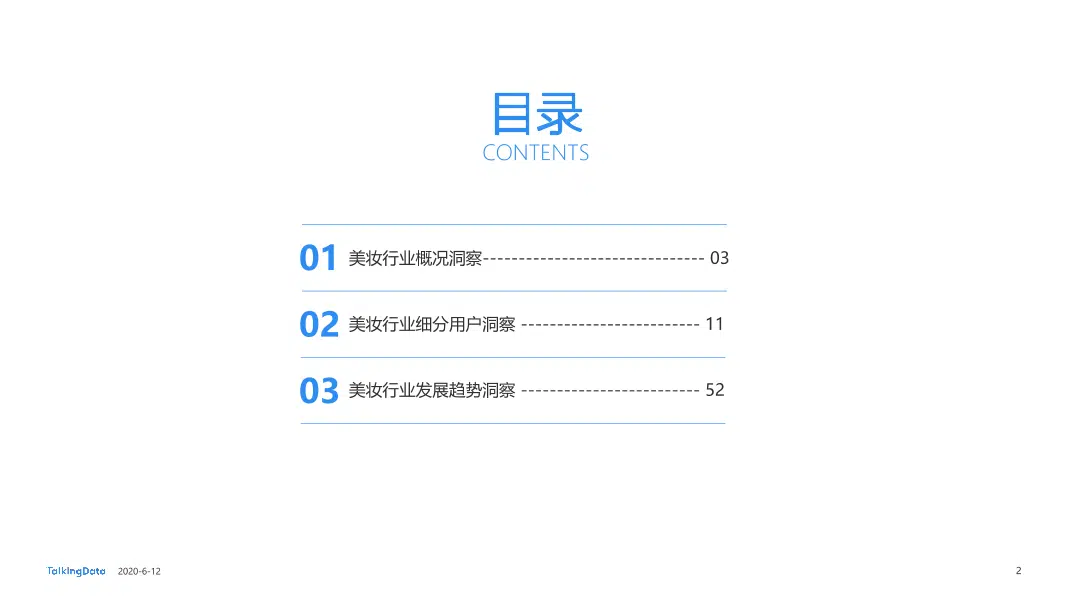 目录
CONTENTS
01 美妆行业概况洞察------------------------------- 03
02 美妆行业细分用户洞察 ------------------------- 11
03 美妆行业发展趋势洞察 ------------------------- 52
TalkingData 2020-6-12 2